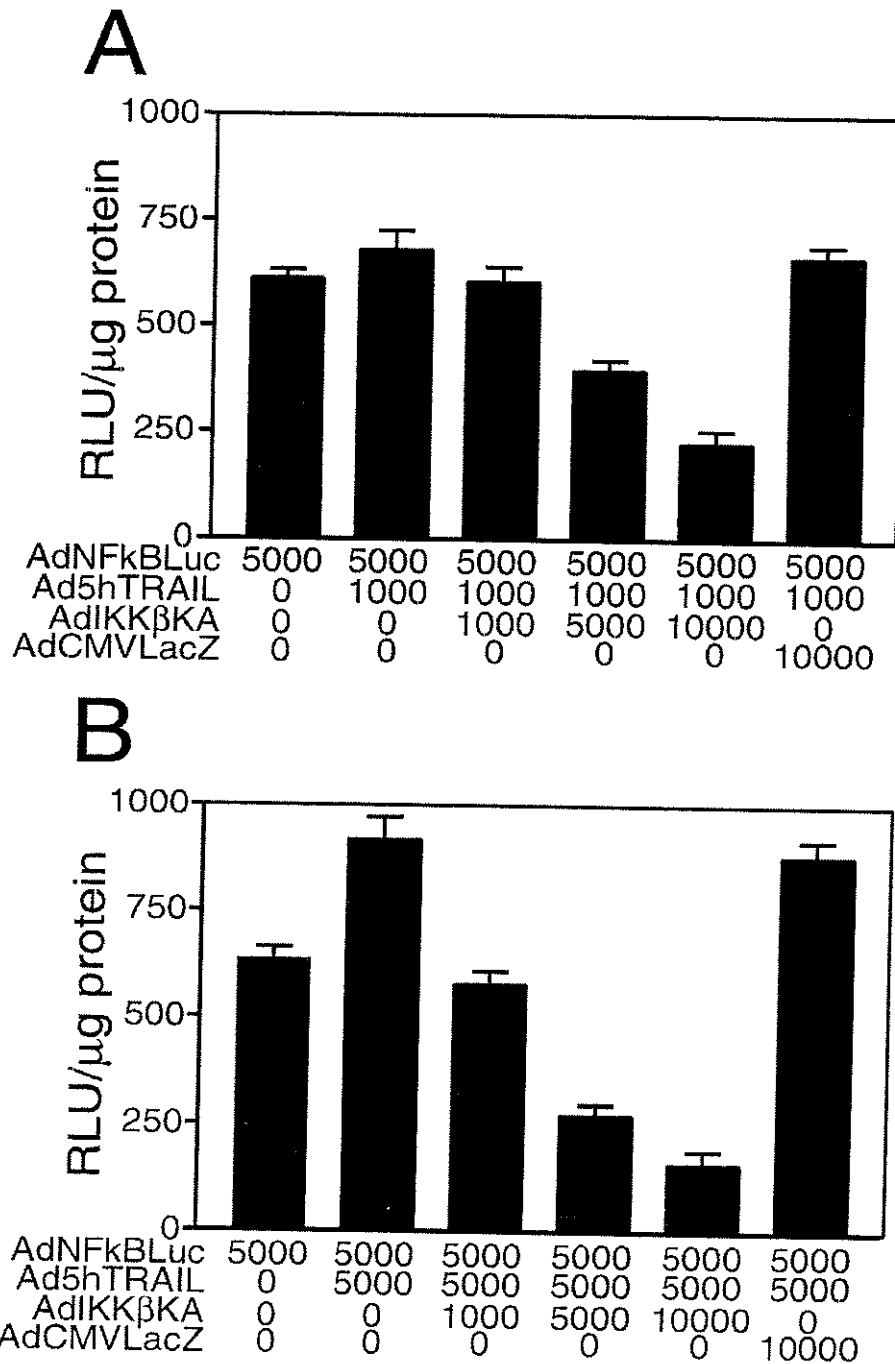 A
1000
750
500
250
0
RLU/μg protein
AdNFkBLuc 5000 5000 5000 5000 5000 5000
Ad5hTRAIL 0 1000 1000 1000 1000 1000
AdIKKβKA 0 0 1000 5000 10000 0
AdCMVLacZ 0 0 0 0 0 10000
B
1000
750
500
250
0
RLU/μg protein
AdNFkBLuc 5000 5000 5000 5000 5000 5000
Ad5hTRAIL 0 5000 5000 5000 5000 5000
AdIKKβKA 0 0 1000 5000 10000 0
AdCMVLacZ 0 0 0 0 0 10000